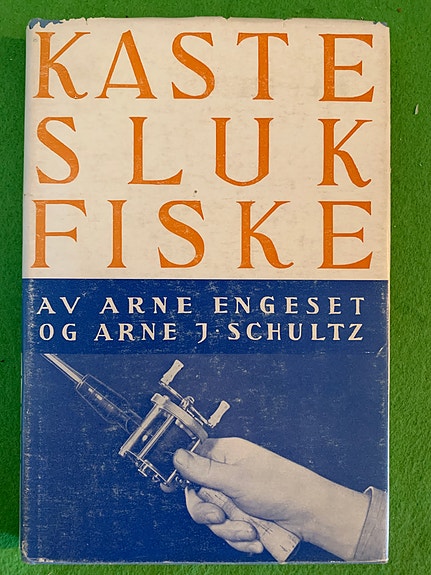 KASTE
SLUK
FISKE
AV ARNE ENGESET
OG ARNE J·SCHULTZ